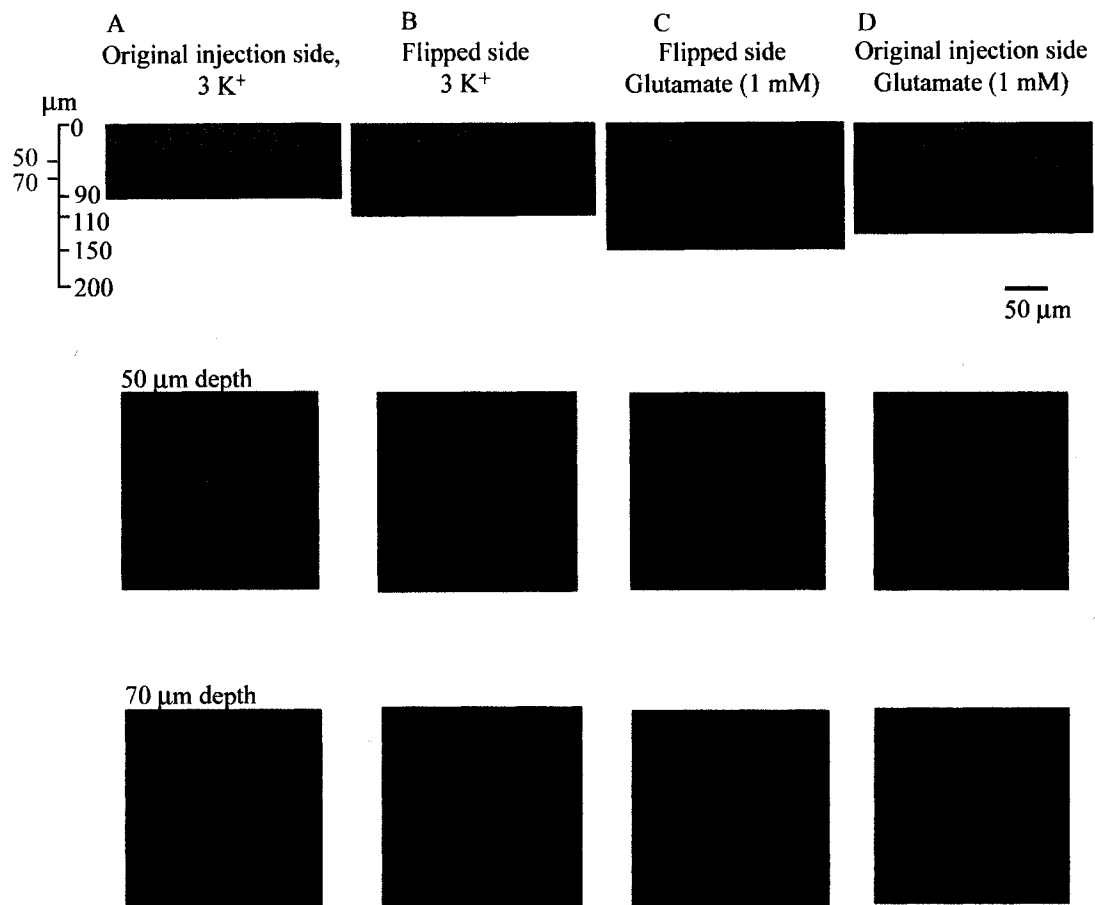 A
Original injection side,
3 K+
B
Flipped side
3 K+
C
Flipped side
Glutamate (1 mM)
D
Original injection side
Glutamate (1 mM)
μm
0
50
70
90
110
150
200
50 μm
50 μm depth
70 μm depth